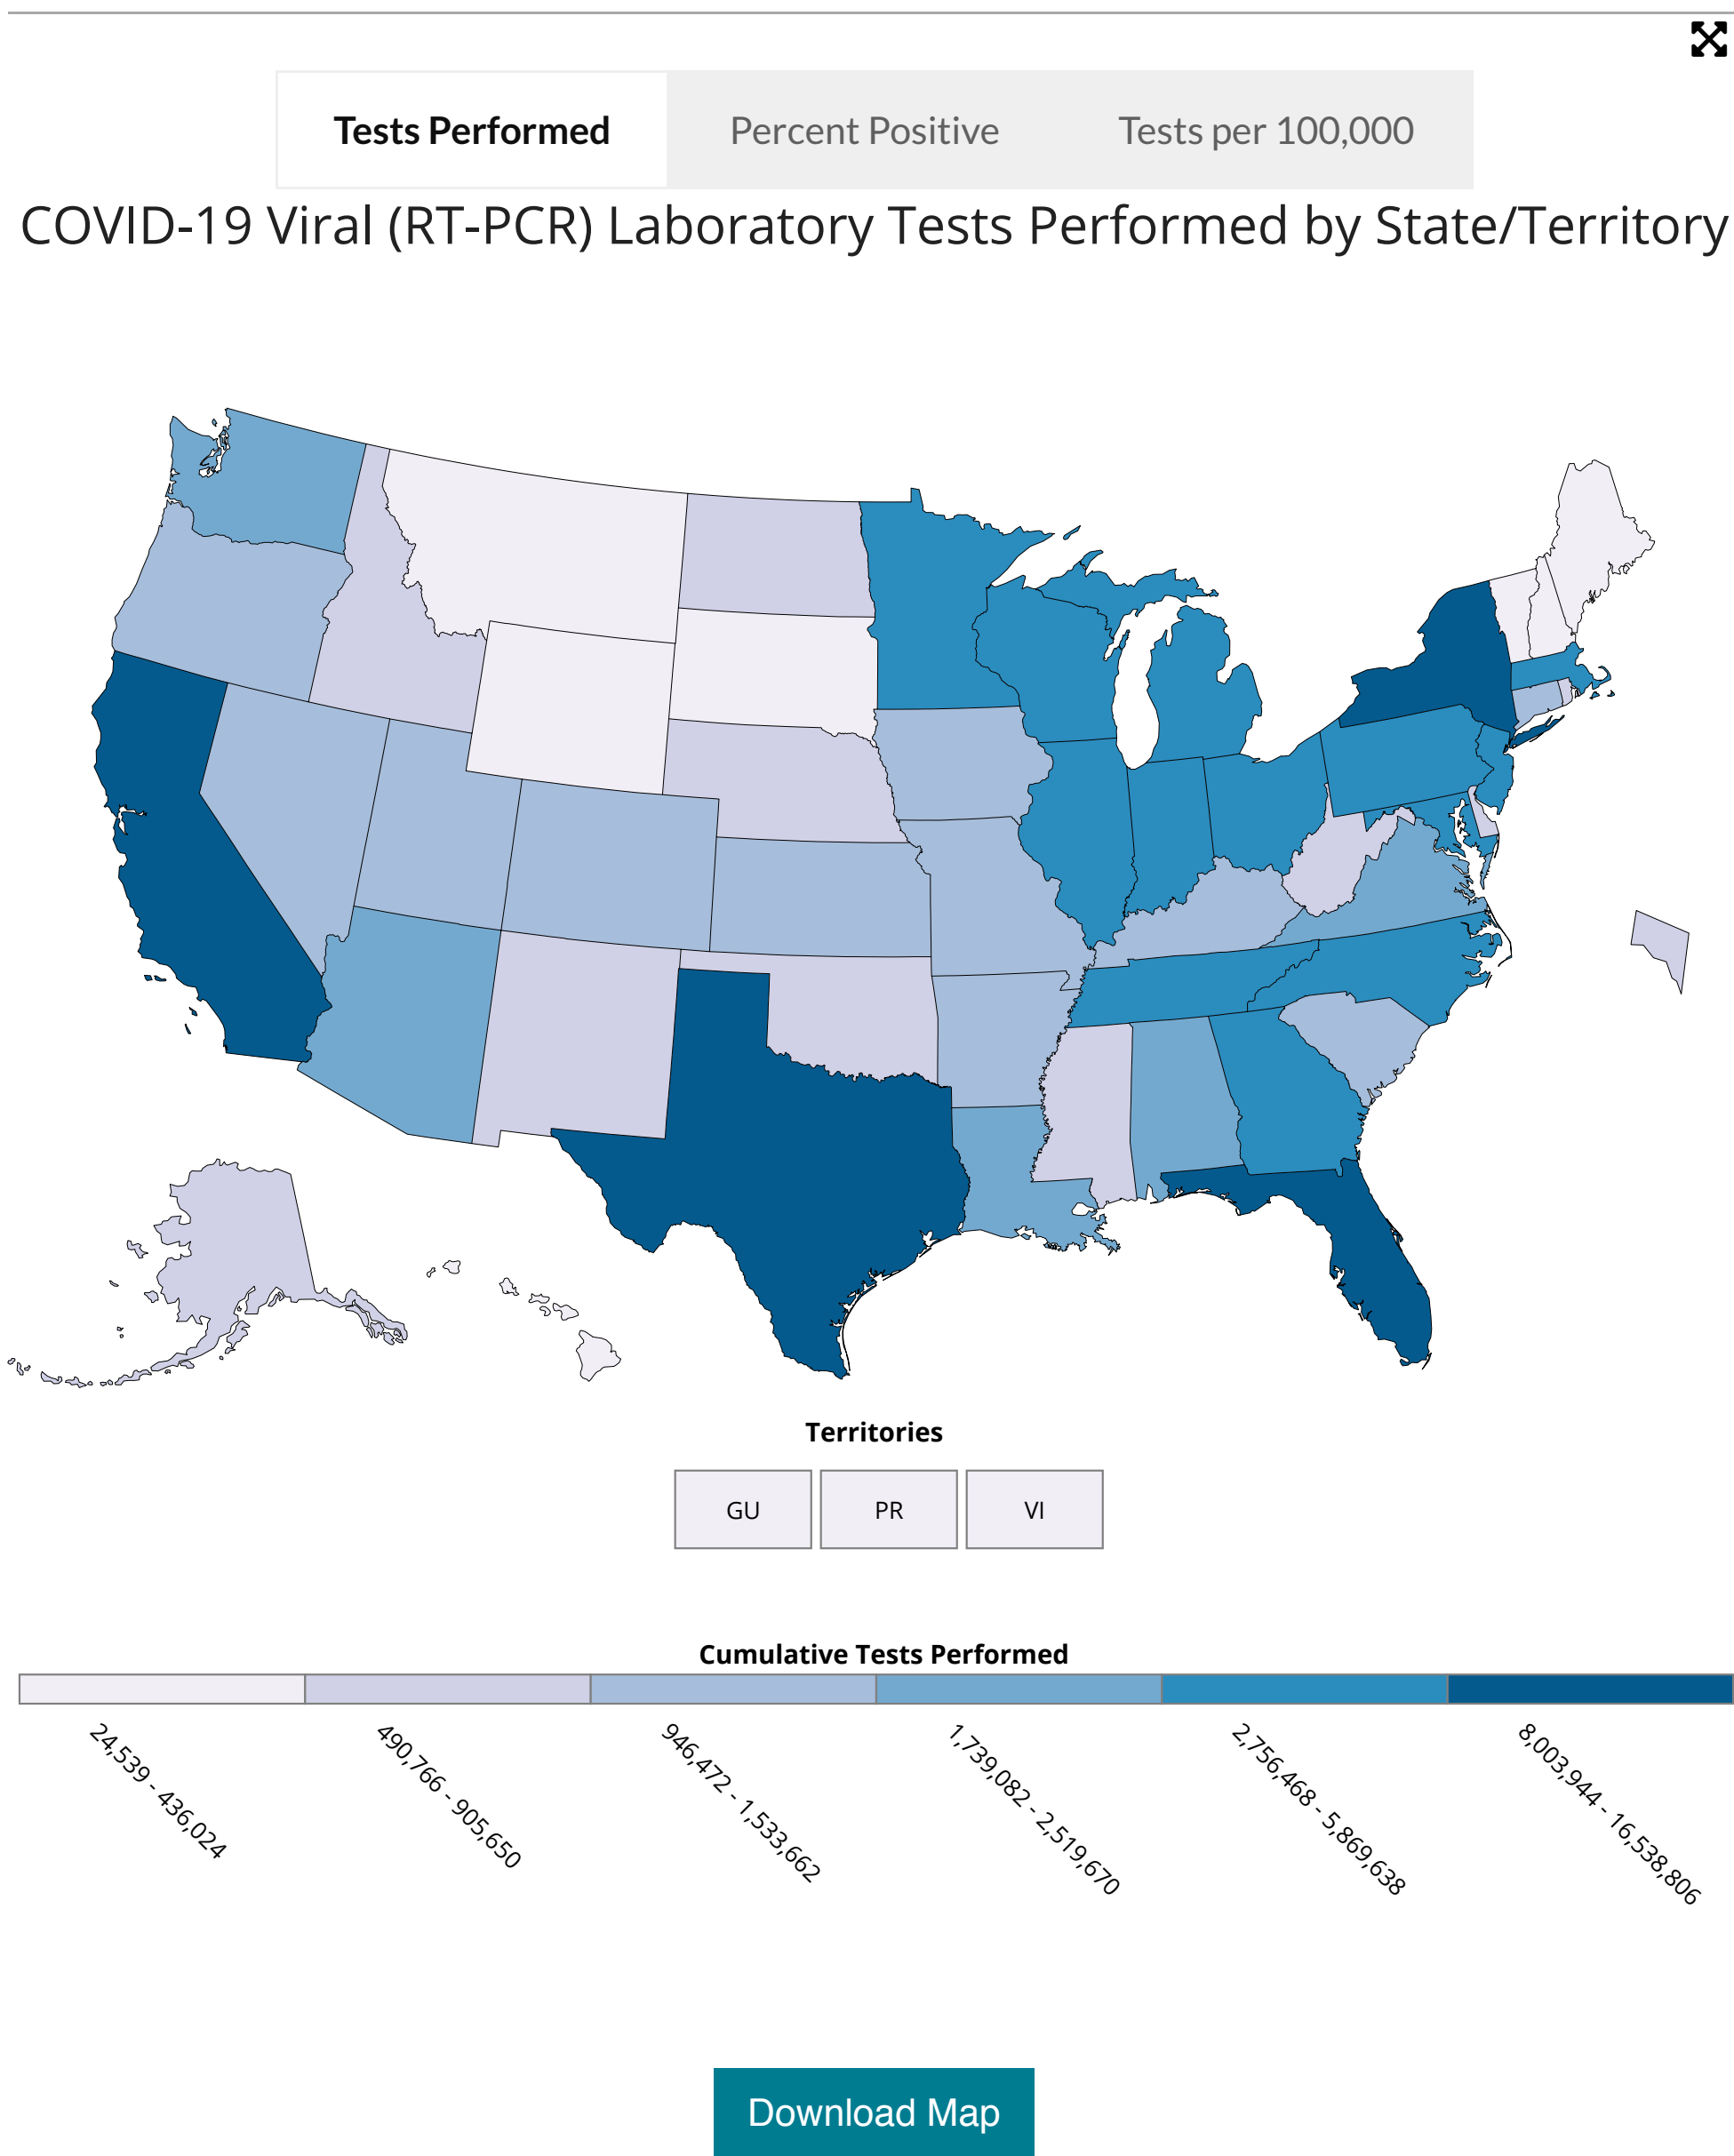 Tests Performed
Percent Positive
Tests per 100,000
COVID-19 Viral (RT-PCR) Laboratory Tests Performed by State/Territory
Territories
GU
PR
VI
Cumulative Tests Performed
24,539 - 436,024
490,766 - 905,650
946,472 - 1,533,662
1,739,082 - 2,519,670
2,756,468 - 5,869,638
8,003,944 - 16,538,806
Download Map